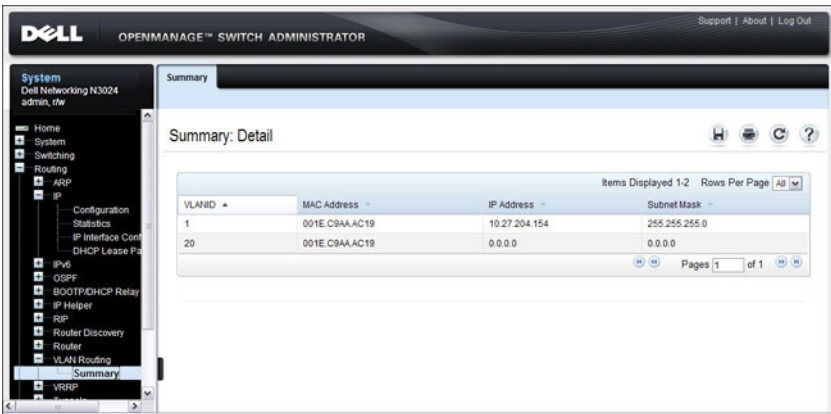 Support | About | Log Out
DELL OPENMANAGE™ SWITCH ADMINISTRATOR
System
Dell Networking N3024
admin, r/w
Home
System
Switching
Routing
ARP
IP
Configuration
Statistics
IP Interface Conf
DHCP Lease Pa
IPv6
OSPF
BOOTP/DHCP Relay
IP Helper
RIP
Router Discovery
Router
VLAN Routing
Summary
VRRP
Summary
Summary: Detail
Items Displayed 1-2 Rows Per Page All
VLANID MAC Address IP Address Subnet Mask
1 001E.C9AA.AC19 10.27.204.154 255.255.255.0
20 001E.C9AA.AC19 0.0.0.0 0.0.0.0
Pages 1 of 1